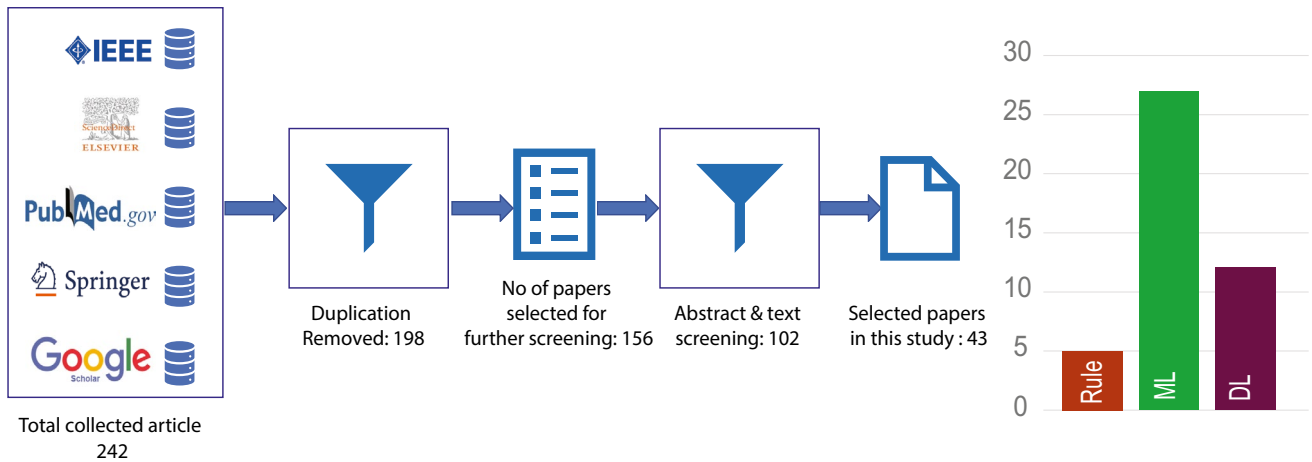 IEEE
ScienceDirect
ELSEVIER
PubMed.gov
Springer
Google
Scholar
Total collected article
242
Duplication
Removed: 198
No of papers
selected for
further screening: 156
Abstract & text
screening: 102
Selected papers
in this study : 43
30
25
20
15
10
5
0
Rule
ML
DL